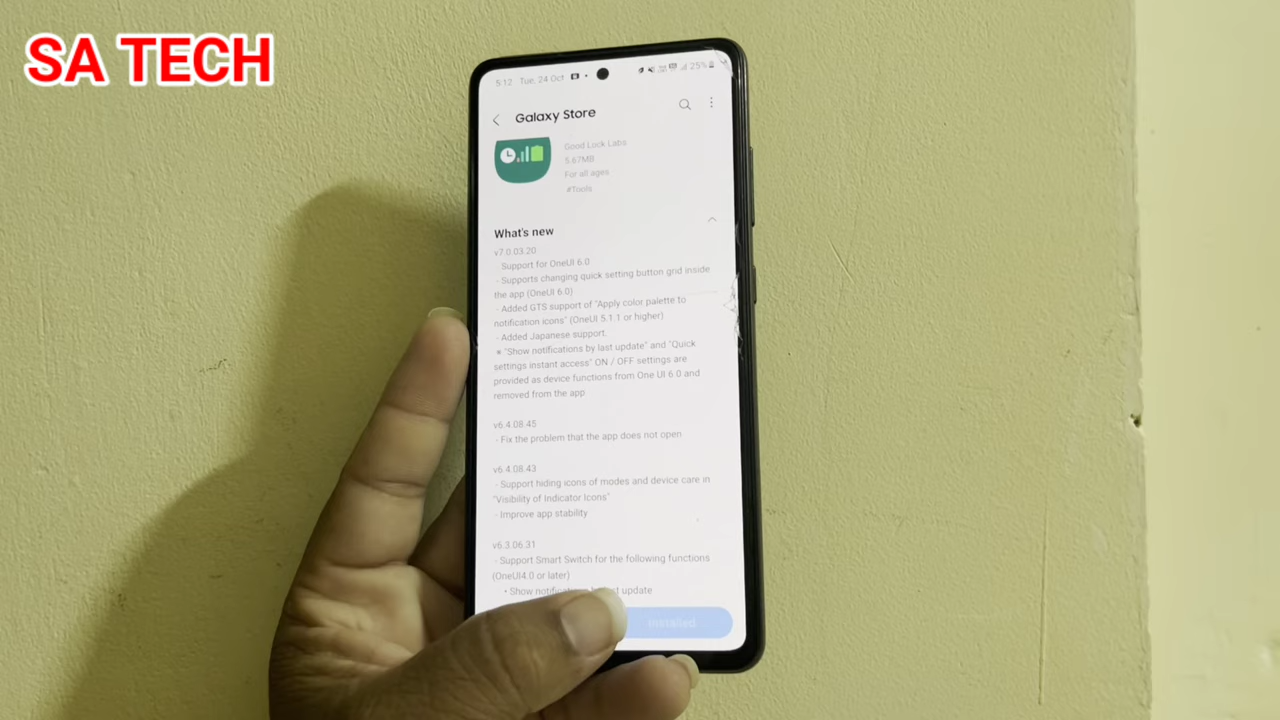 SA TECH
5:12 Tue, 24 Oct
25%
Galaxy Store
Good Lock Labs
5.67MB
For all ages
#Tools
What's new
v7.0.03.20
- Support for OneUI 6.0
- Supports changing quick setting button grid inside
the app (OneUI 6.0)
- Added GTS support of "Apply color palette to
notification icons" (OneUI 5.1.1 or higher)
- Added Japanese support.
※ "Show notifications by last update" and "Quick
settings instant access" ON / OFF settings are
provided as device functions from One UI 6.0 and
removed from the app
v6.4.08.45
- Fix the problem that the app does not open
v6.4.08.43
- Support hiding icons of modes and device care in
"Visibility of Indicator Icons"
- Improve app stability
v6.3.06.31
- Support Smart Switch for the following functions
(OneUI4.0 or later)
• Show update
Installed